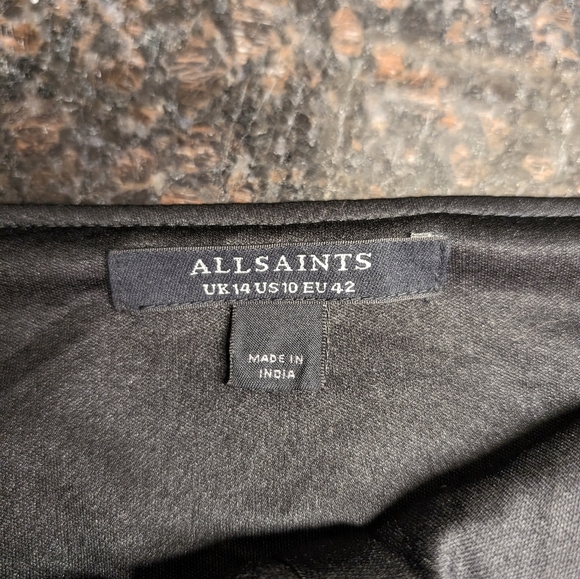 ALLSAINTS
UK 14 US 10 EU 42
MADE IN
INDIA